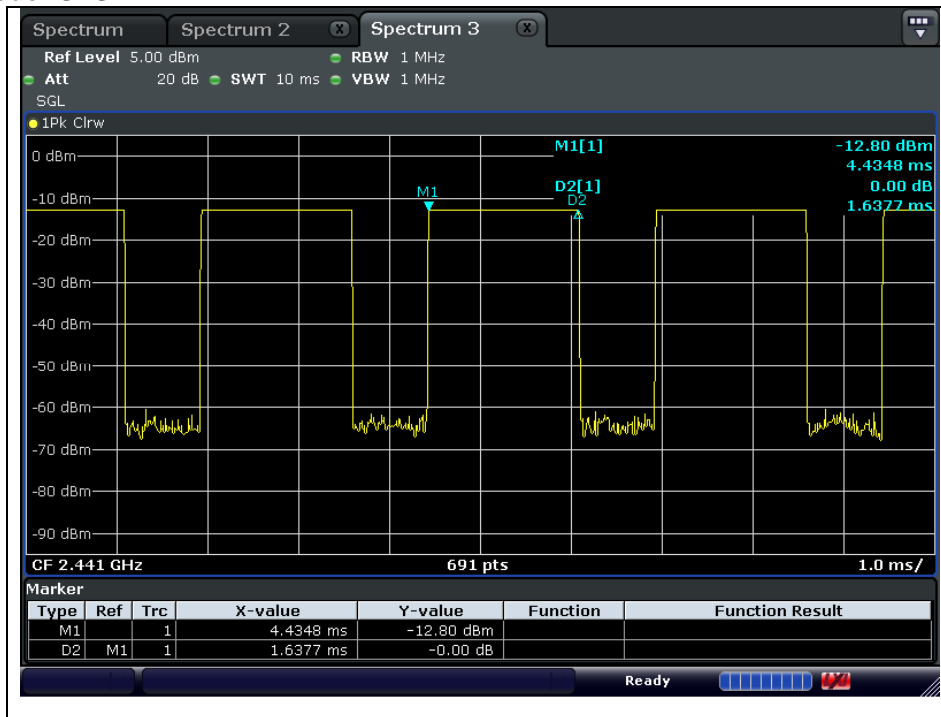 Spectrum Spectrum 2 X Spectrum 3 X
Ref Level 5.00 dBm RBW 1 MHz
Att 20 dB SWT 10 ms VBW 1 MHz
SGL
1Pk Clrw
M1[1] -12.80 dBm
4.4348 ms
D2[1] 0.00 dB
1.6377 ms
0 dBm
M1
D2
-10 dBm
-20 dBm
-30 dBm
-40 dBm
-50 dBm
-60 dBm
-70 dBm
-80 dBm
-90 dBm
CF 2.441 GHz 691 pts 1.0 ms/
Marker
Type Ref Trc X-value Y-value Function Function Result
M1 1 4.4348 ms -12.80 dBm
D2 M1 1 1.6377 ms -0.00 dB
Ready